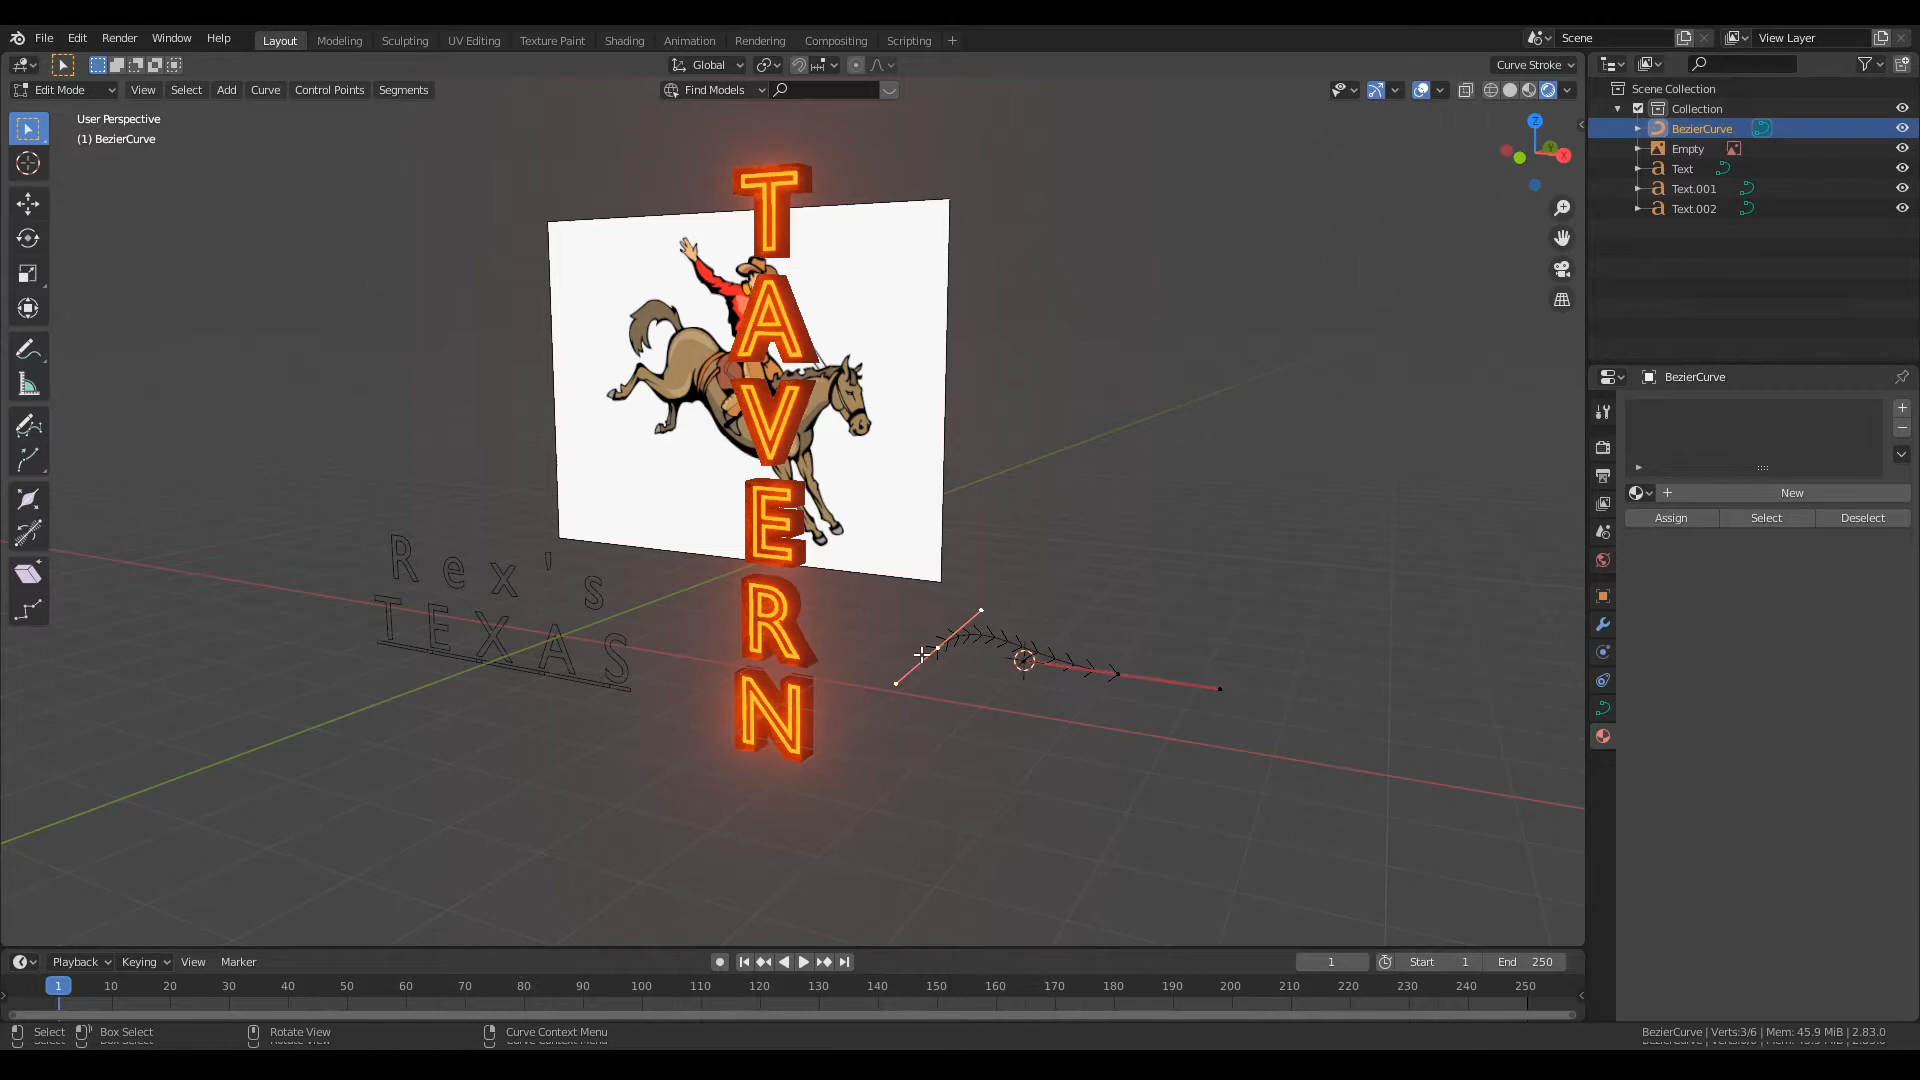 File Edit Render Window Help Layout Modeling Sculpting UV Editing Texture Paint Shading Animation Rendering Compositing Scripting + Scene View Layer
Global Curve Stroke
Edit Mode View Select Add Curve Control Points Segments Find Models
User Perspective
(1) BezierCurve
Scene Collection
Collection
BezierCurve
Empty
Text
Text.001
Text.002
Z
Y
X
BezierCurve
New
Assign Select Deselect
T
A
V
E
R
N
Rex's
TEXAS
Playback Keying View Marker 1 Start 1 End 250
1 10 20 30 40 50 60 70 80 90 100 110 120 130 140 150 160 170 180 190 200 210 220 230 240 250
Select Box Select Rotate View Curve Context Menu BezierCurve | Verts:3/6 | Mem: 45.9 MiB | 2.83.0